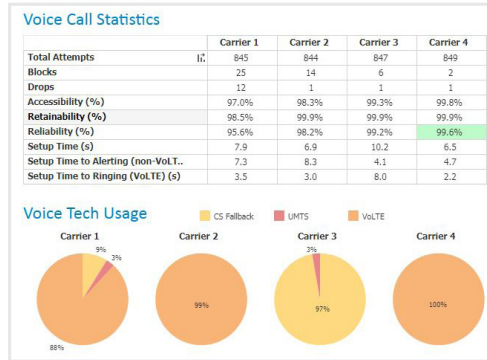 Voice Call Statistics
Carrier 1 Carrier 2 Carrier 3 Carrier 4
Total Attempts 845 844 847 849
Blocks 25 14 6 2
Drops 12 1 1 1
Accessibility (%) 97.0% 98.3% 99.3% 99.8%
Retainability (%) 98.5% 99.9% 99.9% 99.9%
Reliability (%) 95.6% 98.2% 99.2% 99.6%
Setup Time (s) 7.9 6.9 10.2 6.5
Setup Time to Alerting (non-VoLT.. 7.3 8.3 4.1 4.7
Setup Time to Ringing (VoLTE) (s) 3.5 3.0 8.0 2.2
Voice Tech Usage CS Fallback UMTS VoLTE
Carrier 1 Carrier 2 Carrier 3 Carrier 4
9% 3%
3%
99% 97% 100%
88%